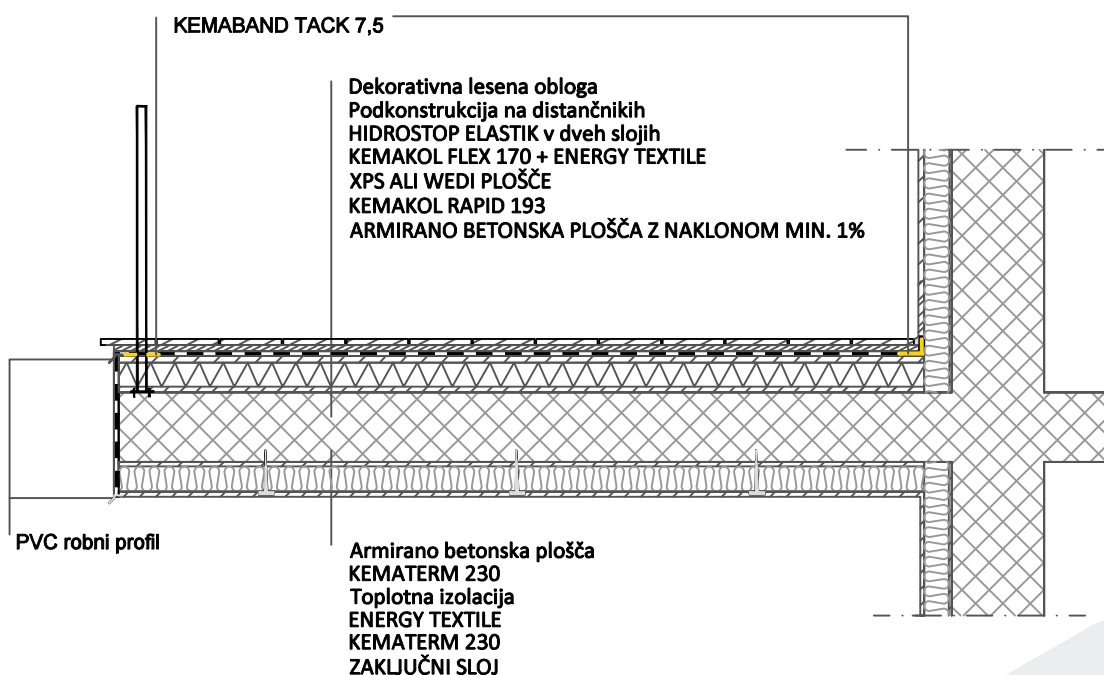 KEMABAND TACK 7,5
Dekorativna lesena obloga
Podkonstrukcija na distančnikih
HIDROSTOP ELASTIK v dveh slojih
KEMAKOL FLEX 170 + ENERGY TEXTILE
XPS ALI WEDI PLOŠČE
KEMAKOL RAPID 193
ARMIRANO BETONSKA PLOŠČA Z NAKLONOM MIN. 1%
PVC robni profil
Armirano betonska plošča
KEMATERM 230
Toplotna izolacija
ENERGY TEXTILE
KEMATERM 230
ZAKLJUČNI SLOJ